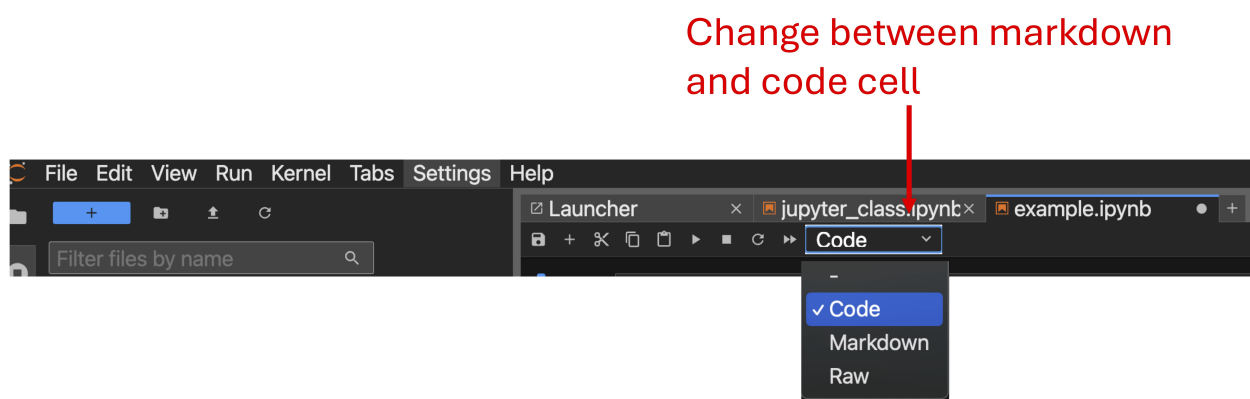 Change between markdown
and code cell
File Edit View Run Kernel Tabs Settings Help
Launcher jupyter_class.ipynb example.ipynb
Code
Filter files by name
-
Code
Markdown
Raw